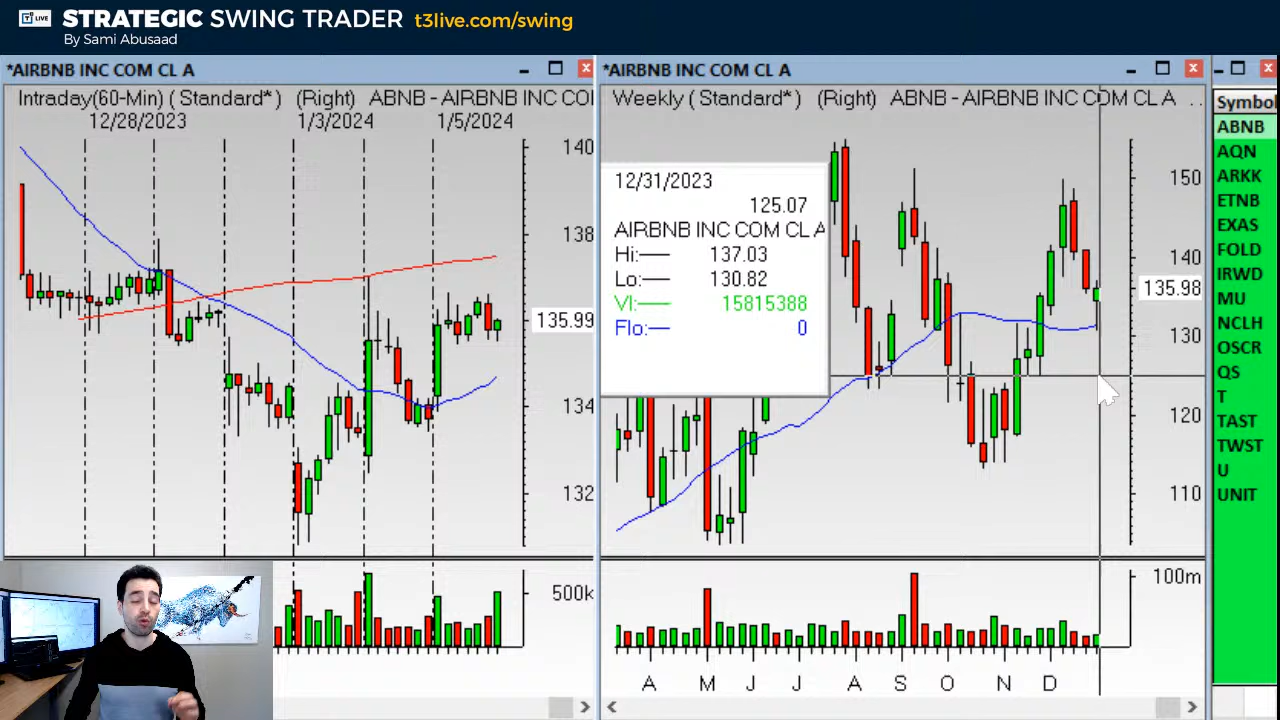 T3 LIVE STRATEGIC SWING TRADER t3live.com/swing
By Sami Abusaad
*AIRBNB INC COM CL A
Intraday(60-Min) ( Standard* ) (Right) ABNB - AIRBNB INC COI
12/28/2023 1/3/2024 1/5/2024
140
138
135.99
134
132
500k
*AIRBNB INC COM CL A
Weekly ( Standard* ) (Right) ABNB - AIRBNB INC COM CL A ...
12/31/2023
125.07
AIRBNB INC COM CL A
Hi: 137.03
Lo: 130.82
Vl: 15815388
Flo: 0
150
140
135.98
130
120
110
100m
A M J J A S O N D
Symbol
ABNB
AQN
ARKK
ETNB
EXAS
FOLD
IRWD
MU
NCLH
OSCR
QS
T
TAST
TWST
U
UNIT